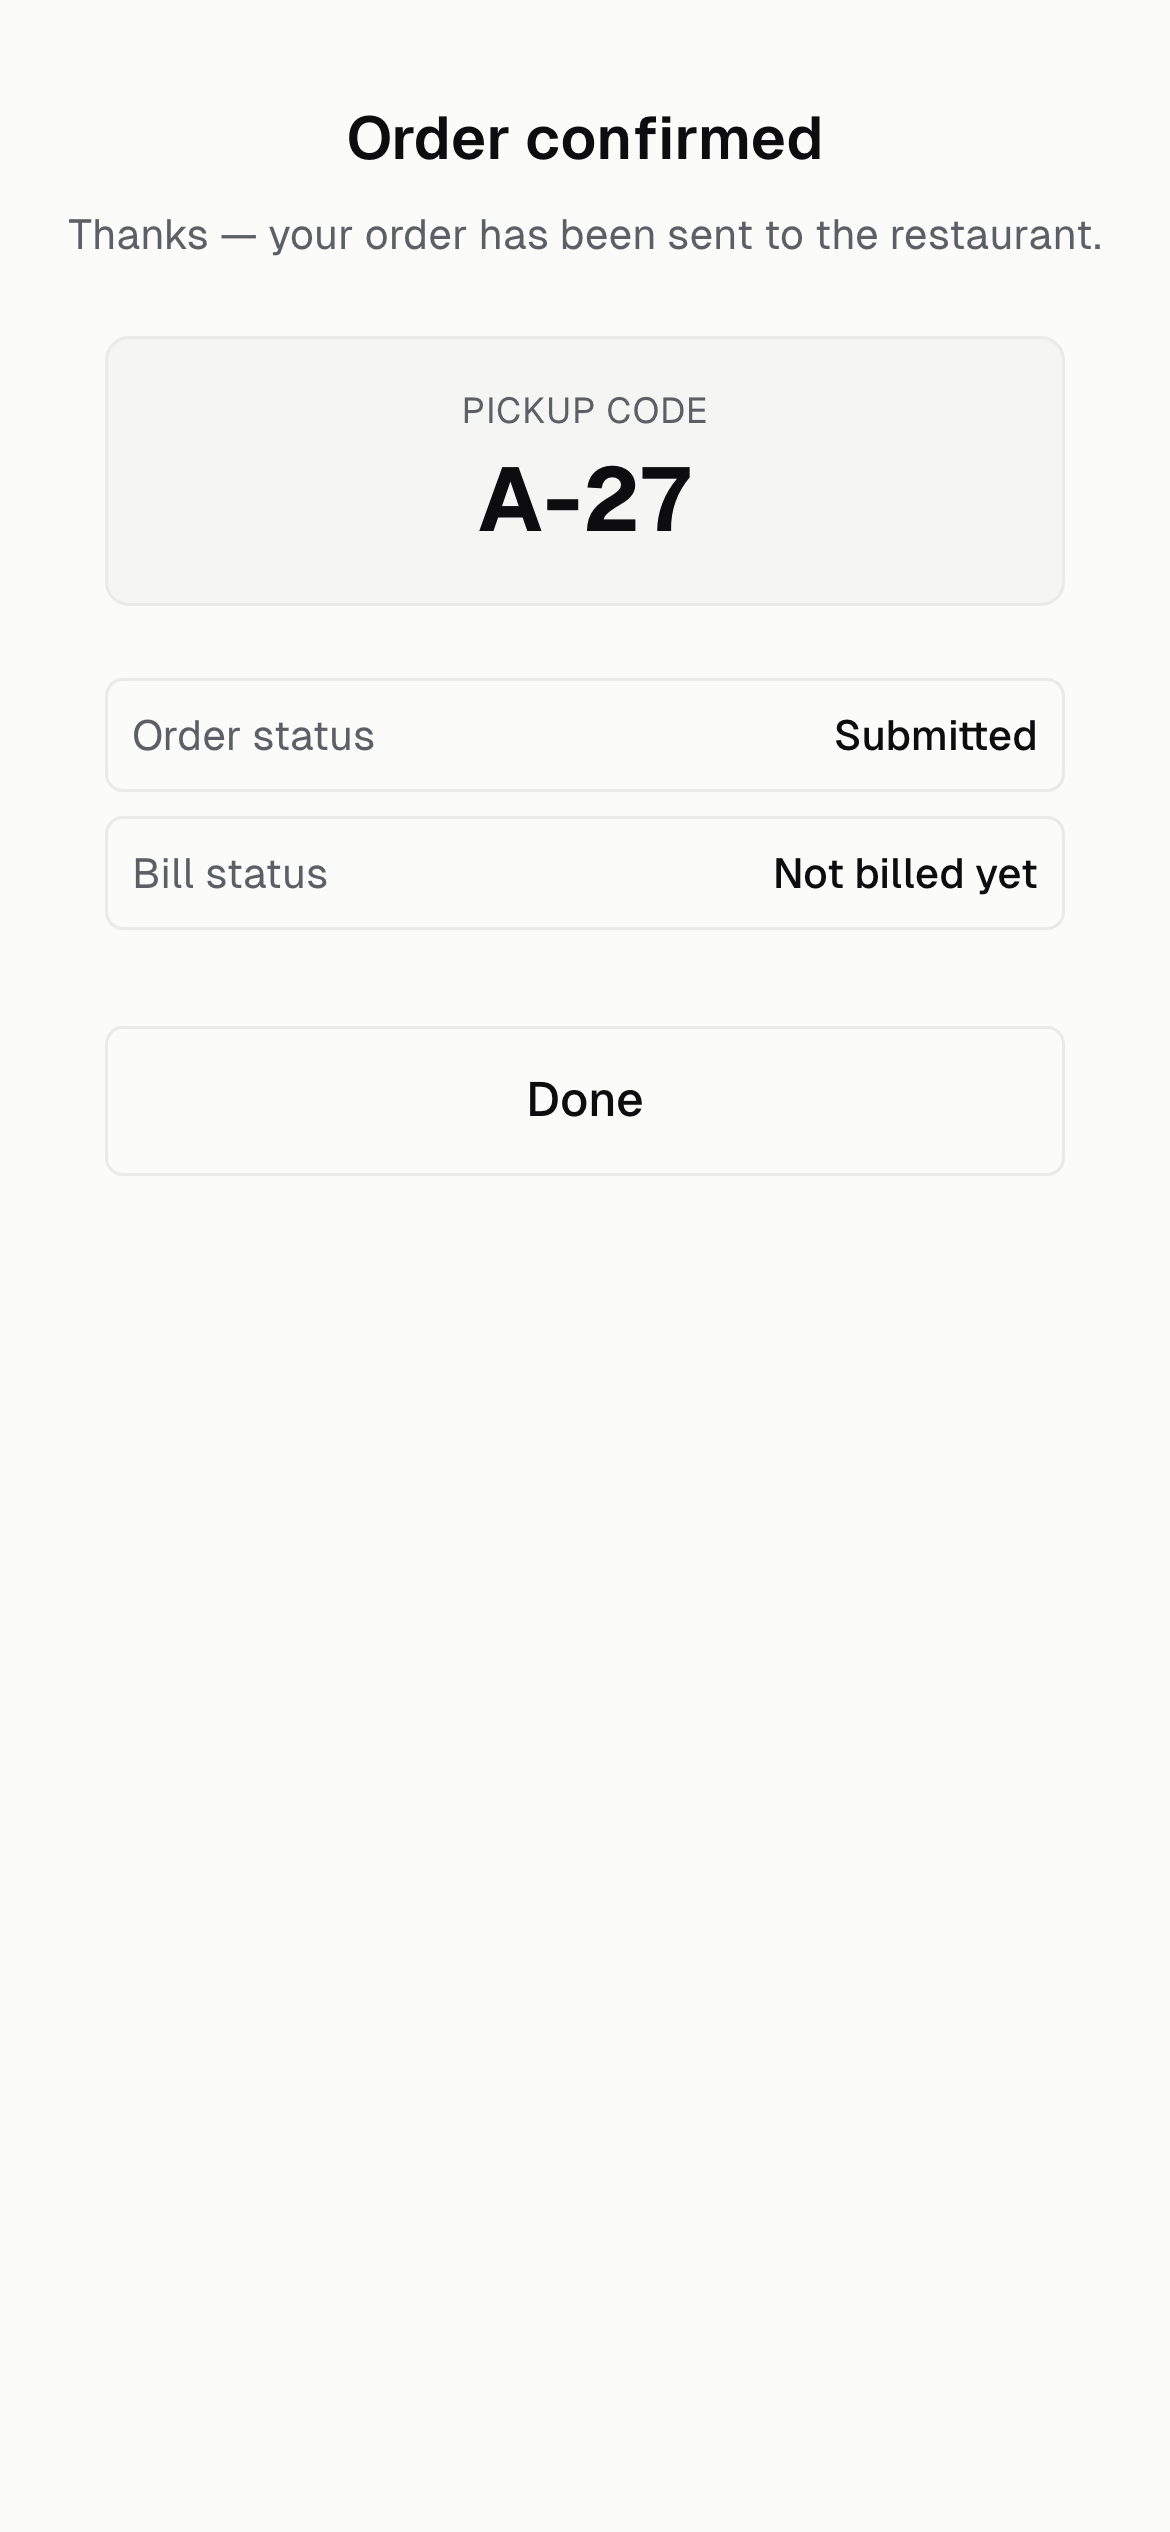 Order confirmed
Thanks — your order has been sent to the restaurant.
PICKUP CODE
A-27
Order status Submitted
Bill status Not billed yet
Done